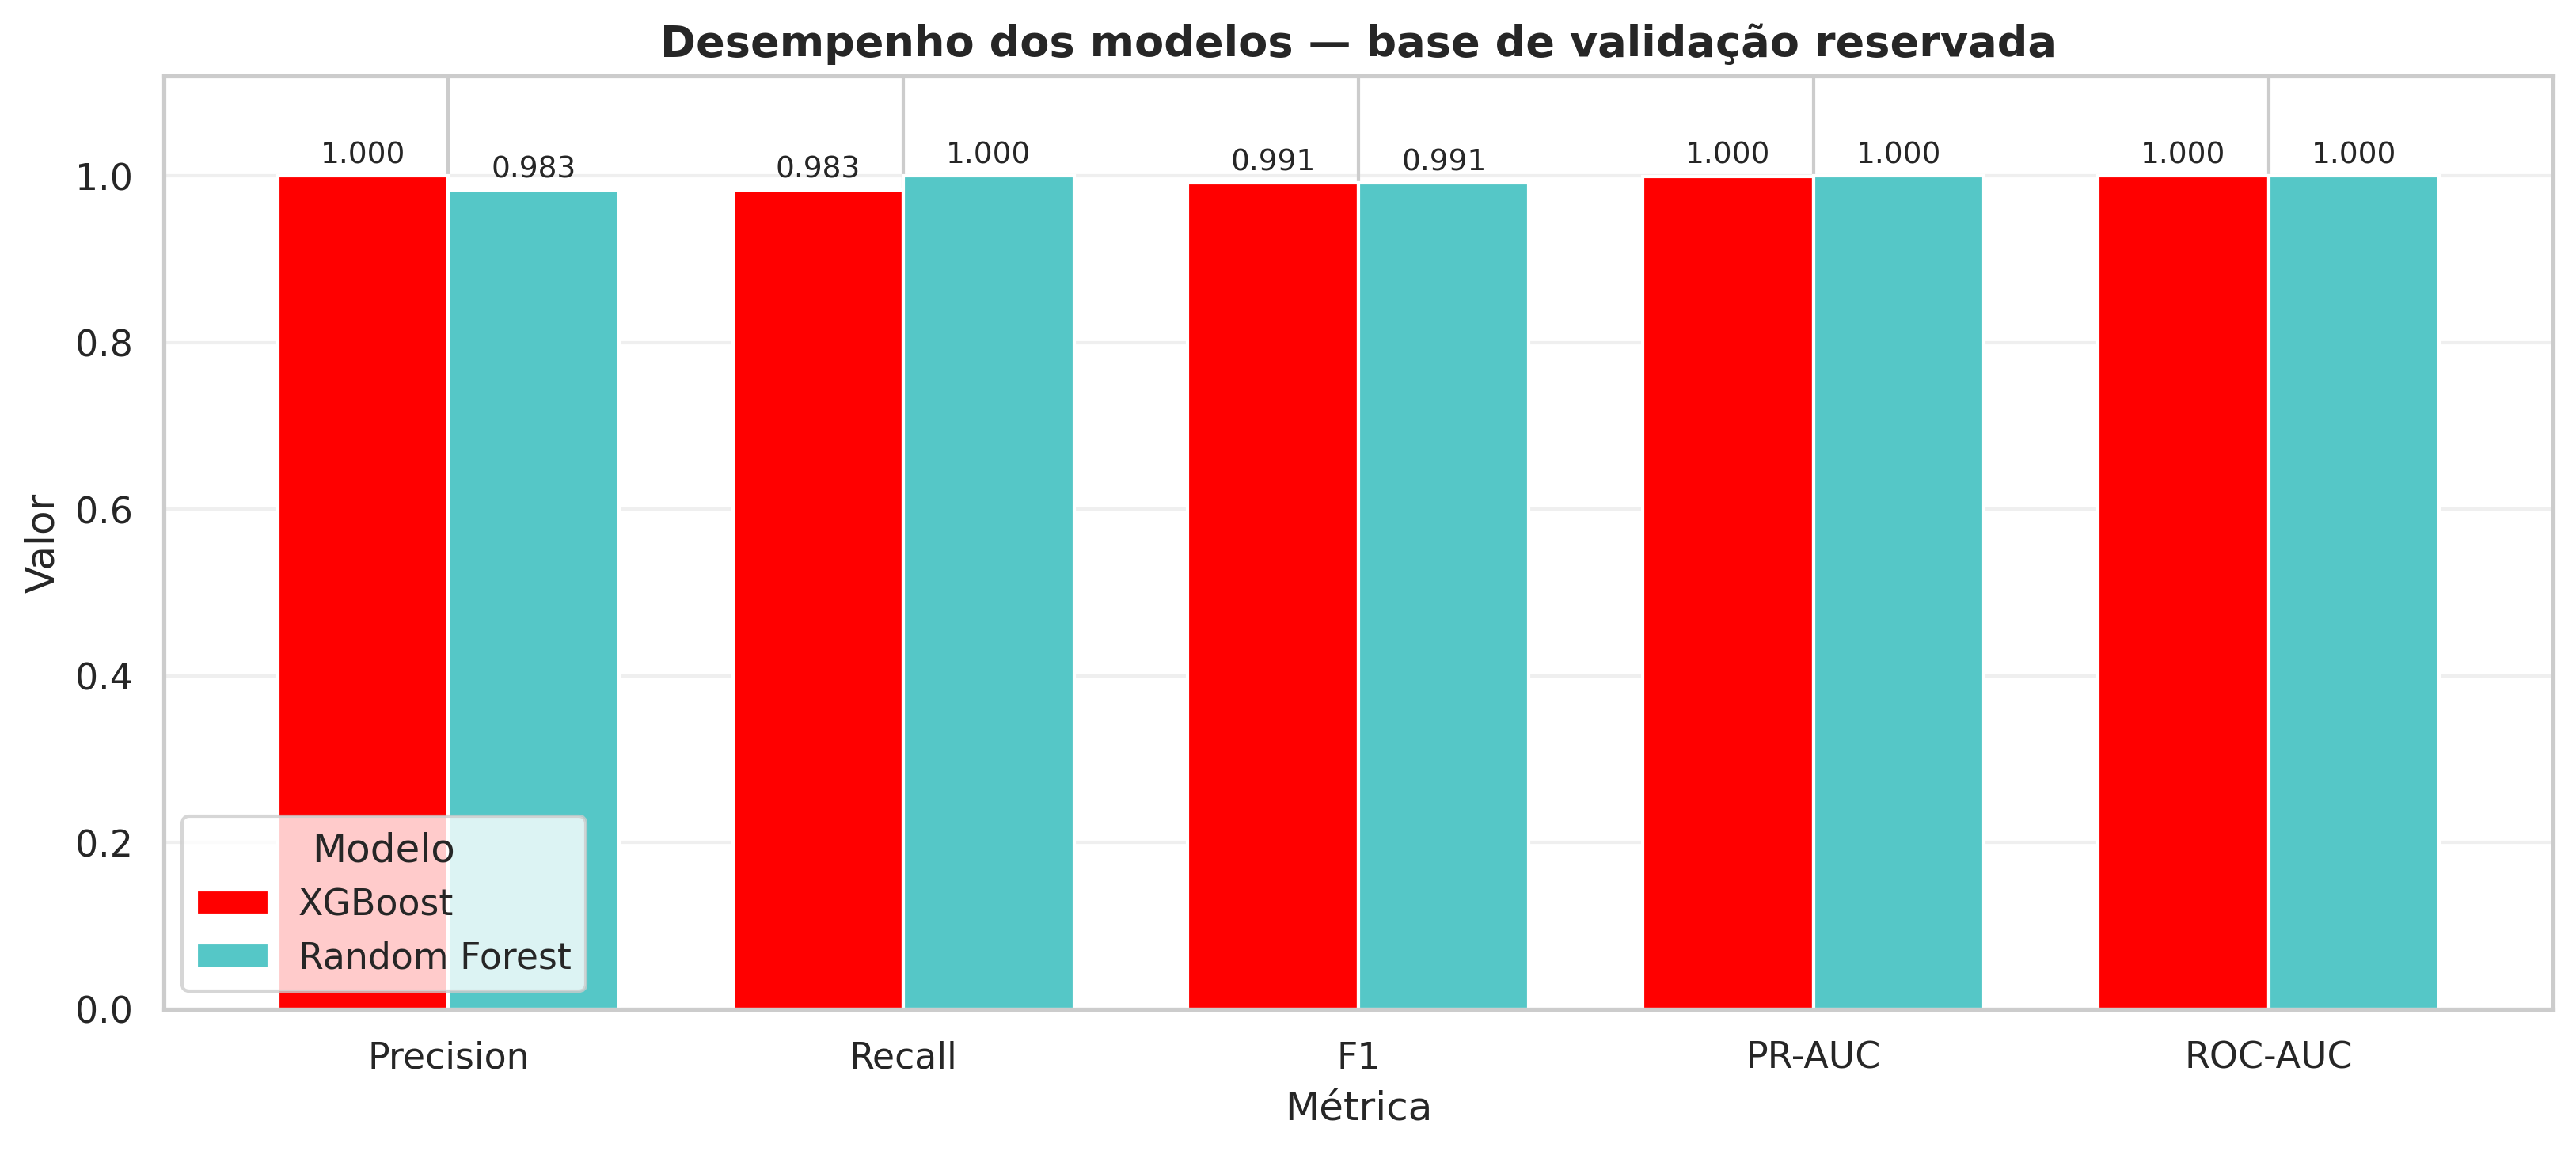 Desempenho dos modelos — base de validação reservada
1.000
0.983
0.983
1.000
0.991
0.991
1.000
1.000
1.000
1.000
1.0
0.8
0.6
0.4
0.2
0.0
Valor
Modelo
XGBoost
Random Forest
Precision
Recall
F1
PR-AUC
ROC-AUC
Métrica